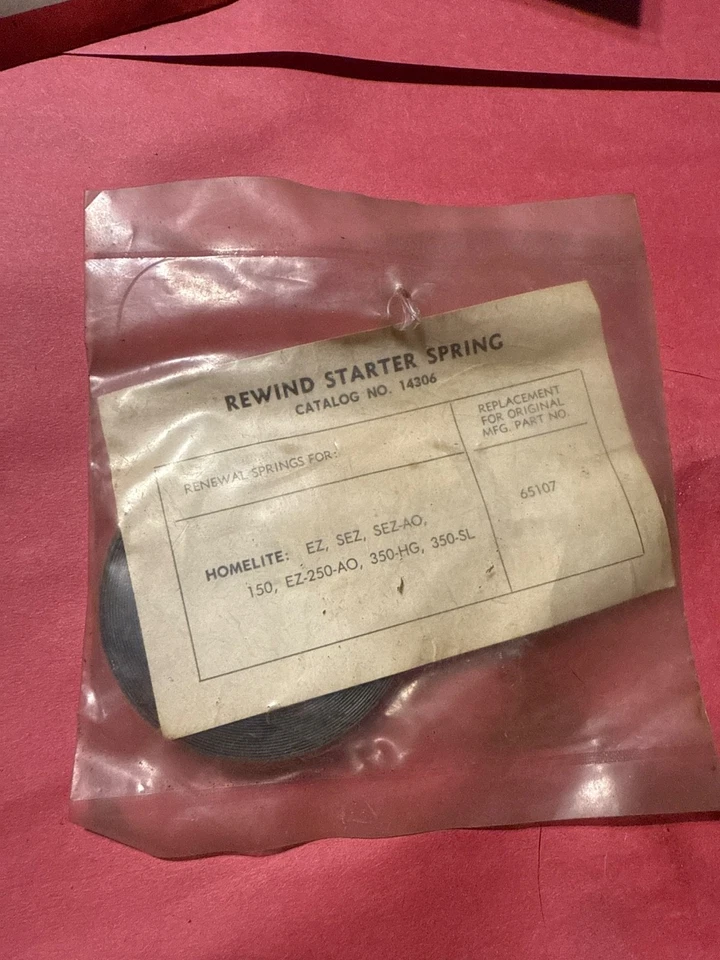 REWIND STARTER SPRING
CATALOG NO. 14306
RENEWAL SPRINGS FOR:
REPLACEMENT
FOR ORIGINAL
MFG. PART NO.
HOMELITE: EZ, SEZ, SEZ-AO,
150, EZ-250-AO, 350-HG, 350-SL
65107